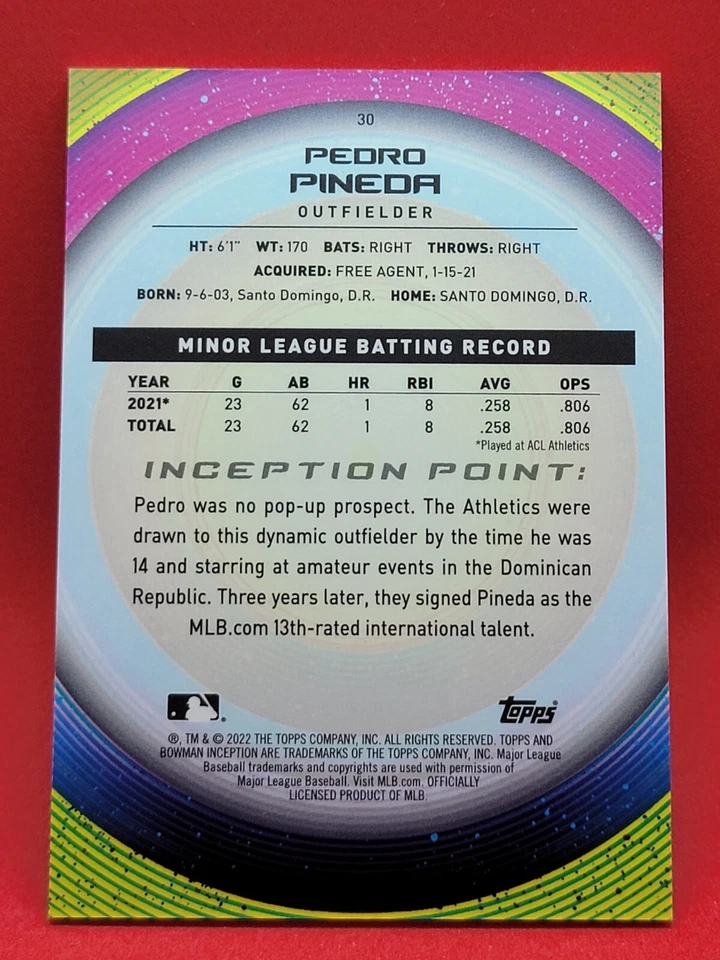 30
PEDRO
PINEDA
OUTFIELDER
HT: 6'1" WT: 170 BATS: RIGHT THROWS: RIGHT
ACQUIRED: FREE AGENT, 1-15-21
BORN: 9-6-03, Santo Domingo, D.R. HOME: SANTO DOMINGO, D.R.
MINOR LEAGUE BATTING RECORD
YEAR G AB HR RBI AVG OPS
2021* 23 62 1 8 .258 .806
TOTAL 23 62 1 8 .258 .806
*Played at ACL Athletics
INCEPTION POINT:
Pedro was no pop-up prospect. The Athletics were
drawn to this dynamic outfielder by the time he was
14 and starring at amateur events in the Dominican
Republic. Three years later, they signed Pineda as the
MLB.com 13th-rated international talent.
Topps
®, TM & © 2022 THE TOPPS COMPANY, INC. ALL RIGHTS RESERVED. TOPPS AND
BOWMAN INCEPTION ARE TRADEMARKS OF THE TOPPS COMPANY, INC. Major League
Baseball trademarks and copyrights are used with permission of
Major League Baseball. Visit MLB.com. OFFICIALLY
LICENSED PRODUCT OF MLB.